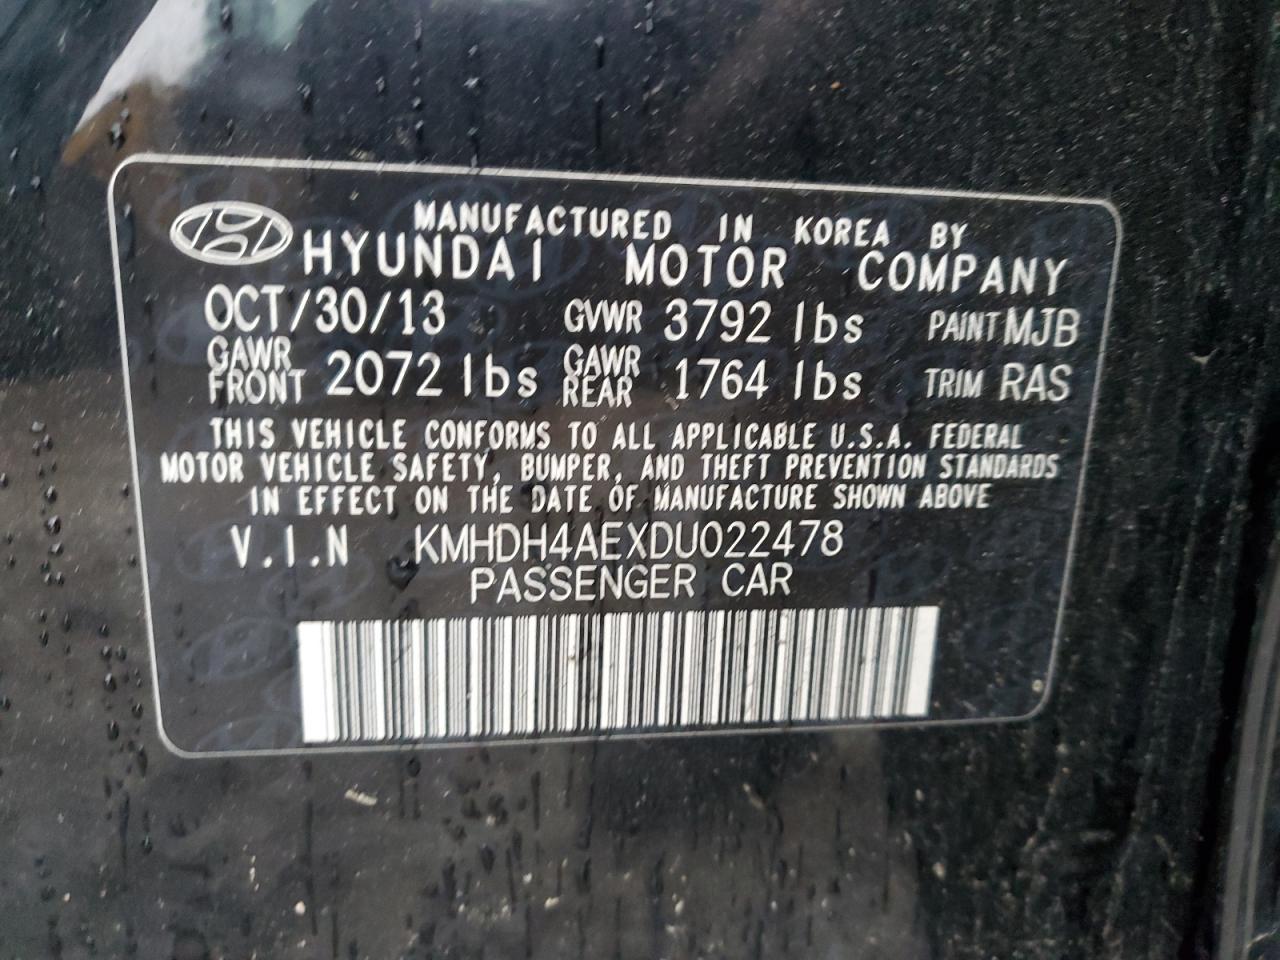 MANUFACTURED IN KOREA BY
HYUNDAI MOTOR COMPANY
OCT/30/13 GVWR 3792 lbs PAINT MJB
GAWR FRONT 2072 lbs GAWR REAR 1764 lbs TRIM RAS
THIS VEHICLE CONFORMS TO ALL APPLICABLE U.S.A. FEDERAL
MOTOR VEHICLE SAFETY, BUMPER, AND THEFT PREVENTION STANDARDS
IN EFFECT ON THE DATE OF MANUFACTURE SHOWN ABOVE
V.I.N KMHDH4AEXDU022478
PASSENGER CAR